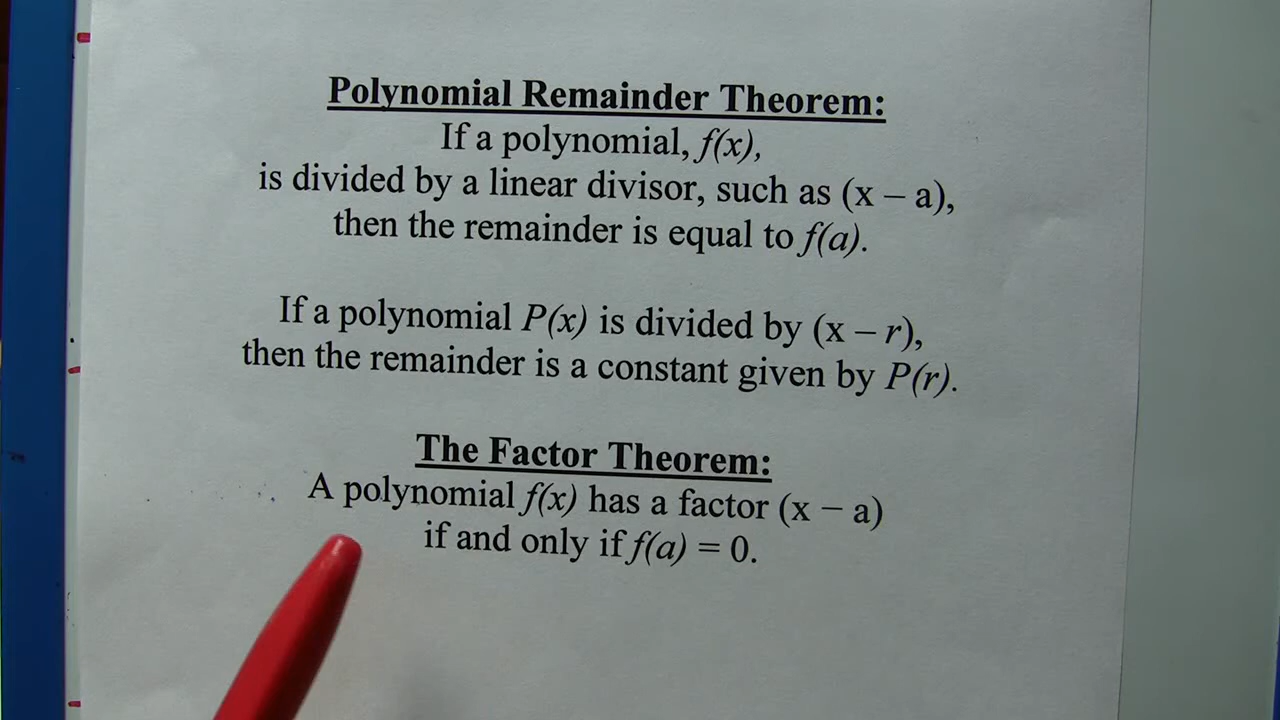 Polynomial Remainder Theorem:
If a polynomial, f(x),
is divided by a linear divisor, such as (x – a),
then the remainder is equal to f(a).
If a polynomial P(x) is divided by (x – r),
then the remainder is a constant given by P(r).
The Factor Theorem:
A polynomial f(x) has a factor (x – a)
if and only if f(a) = 0.